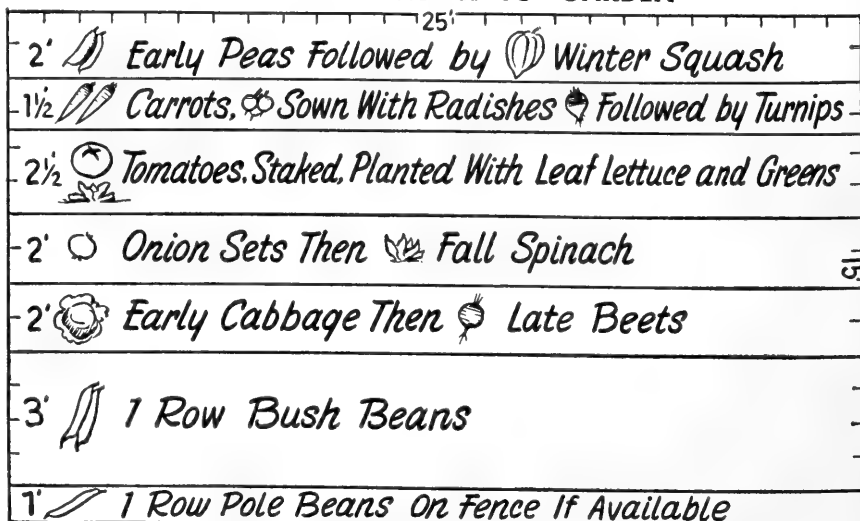 25'
2' Early Peas Followed by Winter Squash
1½ Carrots, Sown With Radishes Followed by Turnips
2½ Tomatoes. Staked, Planted With Leaf Lettuce and Greens
2' Onion Sets Then Fall Spinach
15
2' Early Cabbage Then Late Beets
3' 1 Row Bush Beans
1' 1 Row Pole Beans On Fence If Available